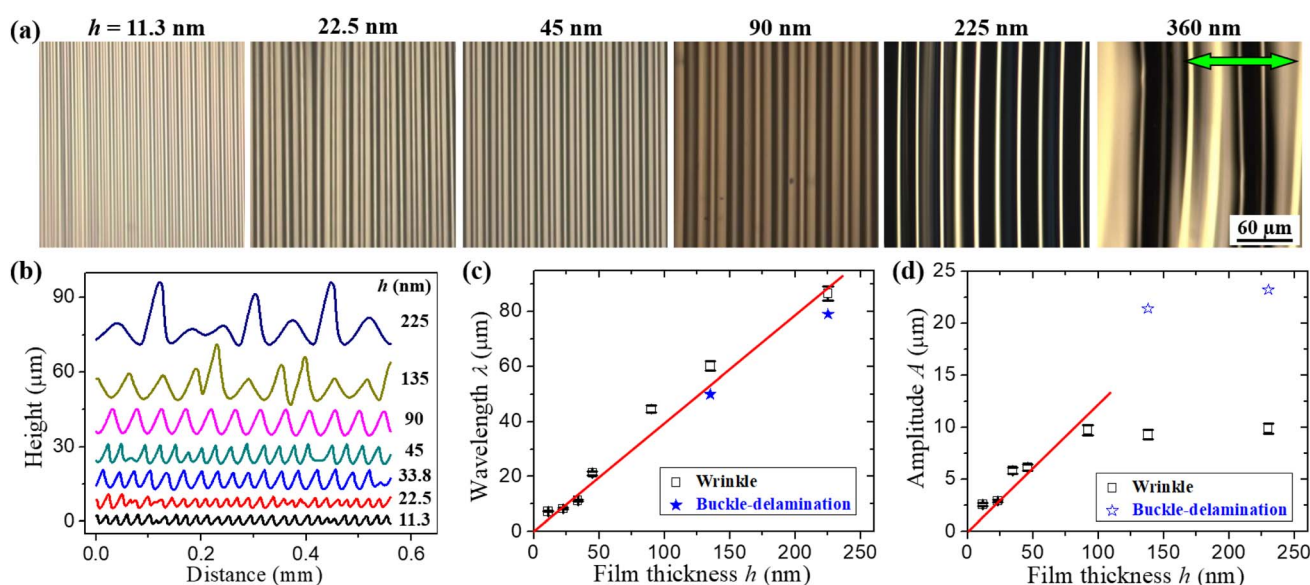 (a) h = 11.3 nm 22.5 nm 45 nm 90 nm 225 nm 360 nm
60 μm
(b)
Height (μm)
90
60
30
0
h (nm)
225
135
90
45
33.8
22.5
11.3
0.0 0.2 0.4 0.6
Distance (mm)
(c)
Wavelength λ (μm)
80
60
40
20
0
Wrinkle
Buckle-delamination
0 50 100 150 200 250
Film thickness h (nm)
(d)
Amplitude A (μm)
25
20
15
10
5
0
Wrinkle
Buckle-delamination
0 50 100 150 200 250
Film thickness h (nm)